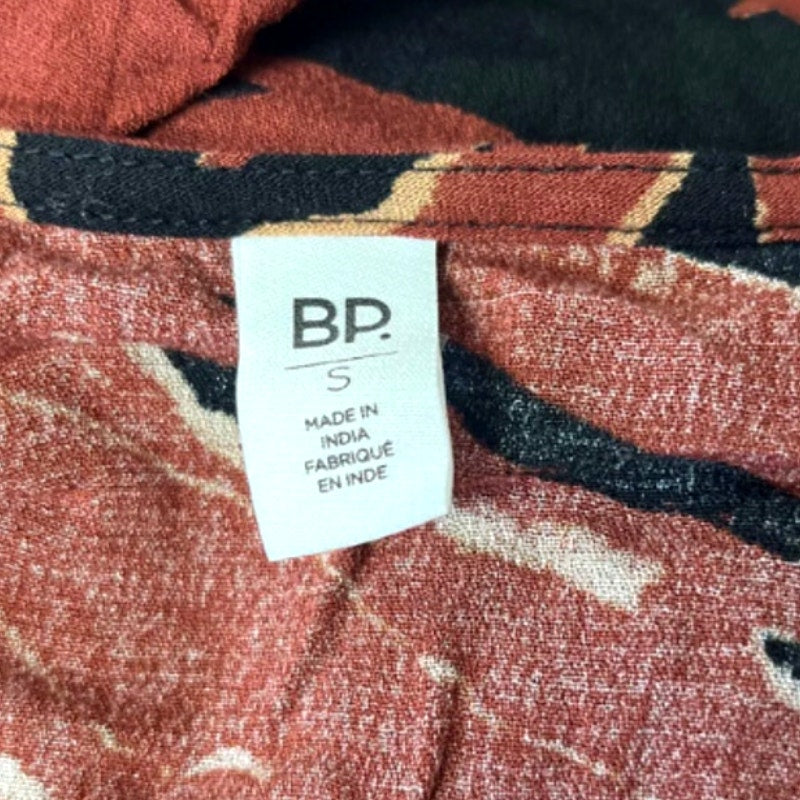 BP.
S
MADE IN
INDIA
FABRIQUÉ
EN INDE